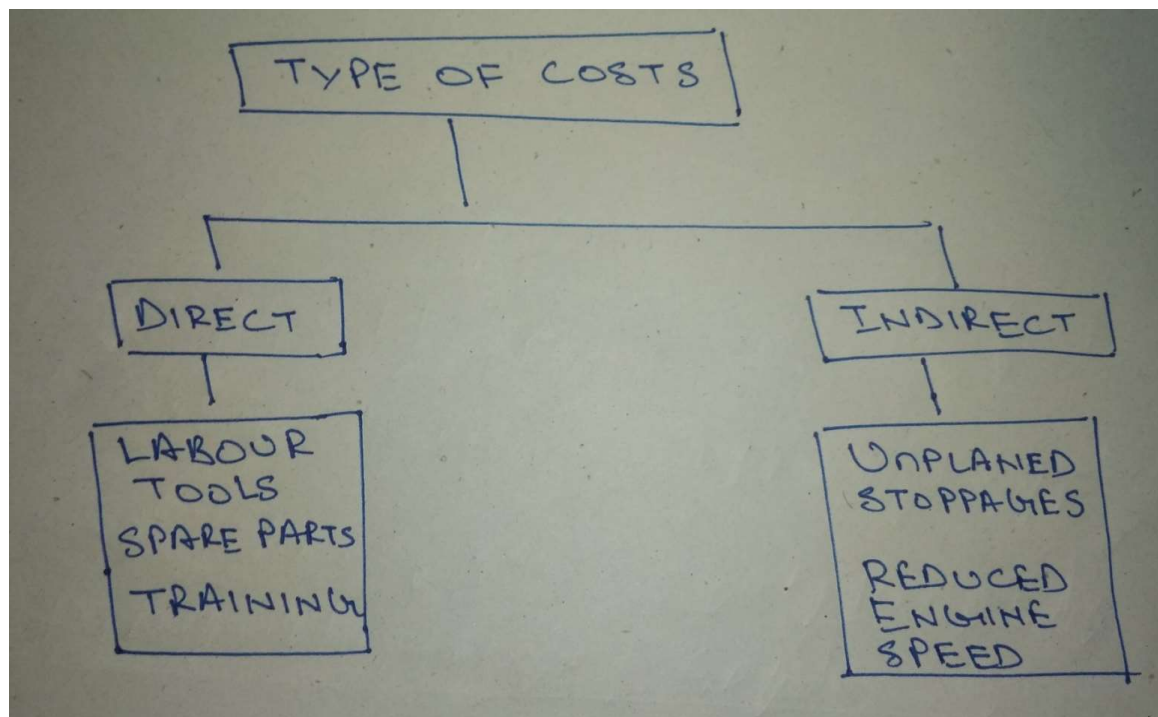 TYPE OF COSTS
DIRECT
INDIRECT
LABOUR
TOOLS
SPARE PARTS
TRAINING
UnPLANED
STOPPAGES
REDUCED
ENGINE
SPEED